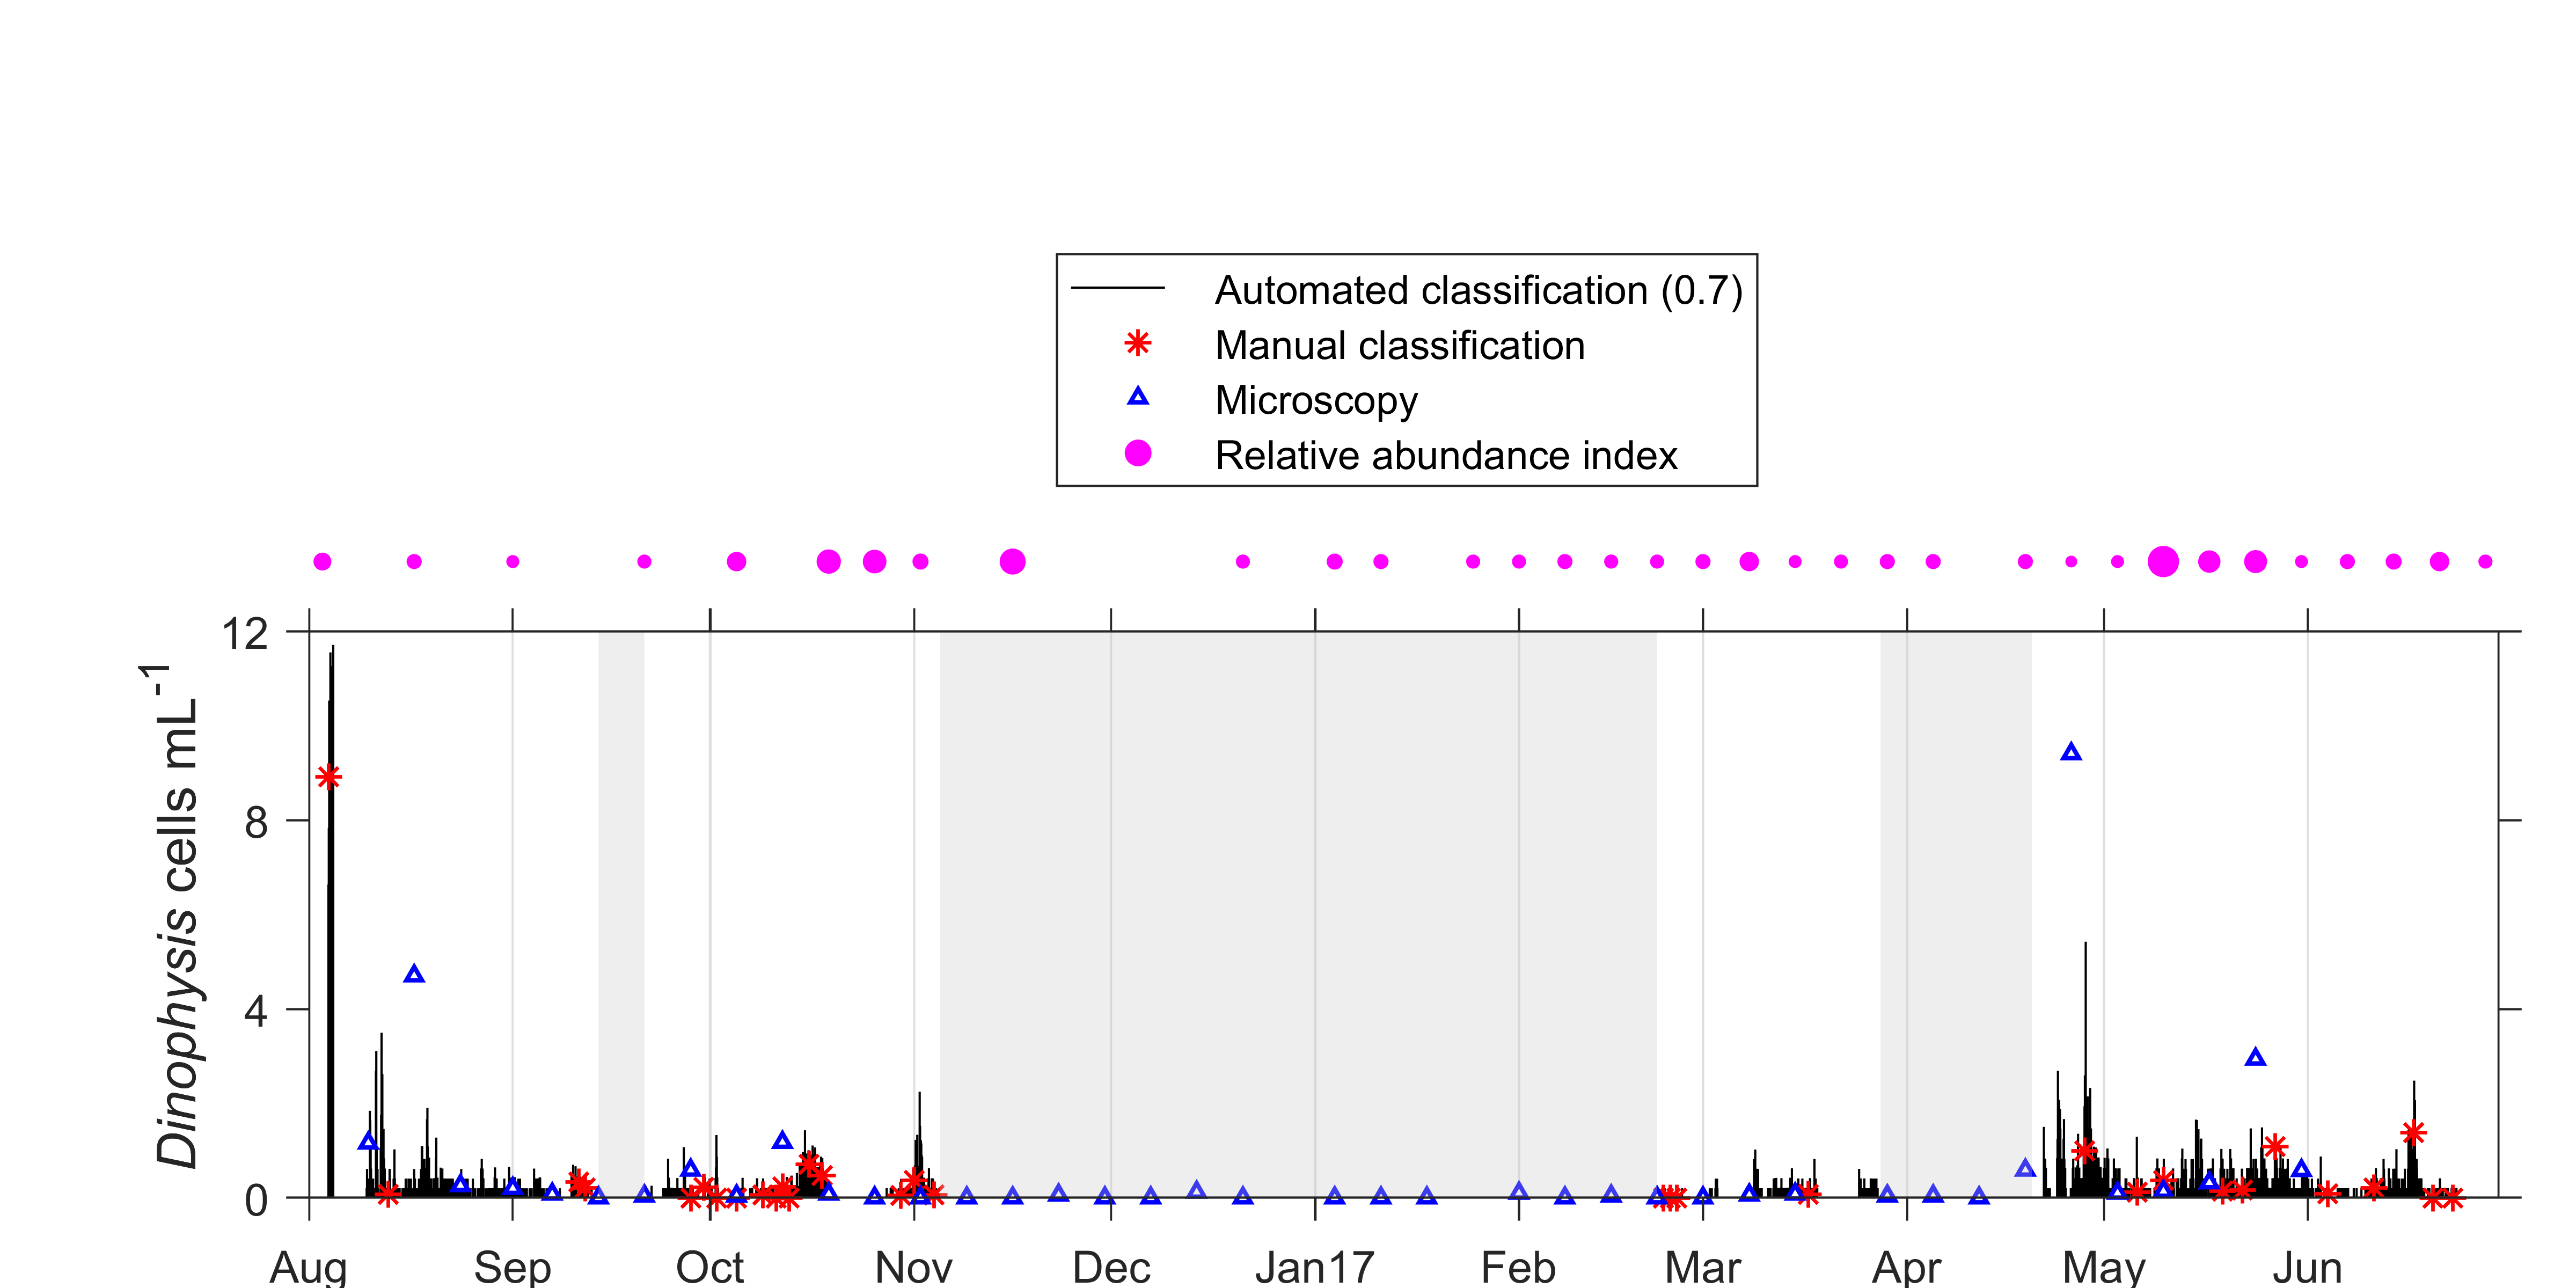 Automated classification (0.7)
Manual classification
Microscopy
Relative abundance index
Dinophysis cells mL-1
12
8
4
0
Aug Sep Oct Nov Dec Jan17 Feb Mar Apr May Jun